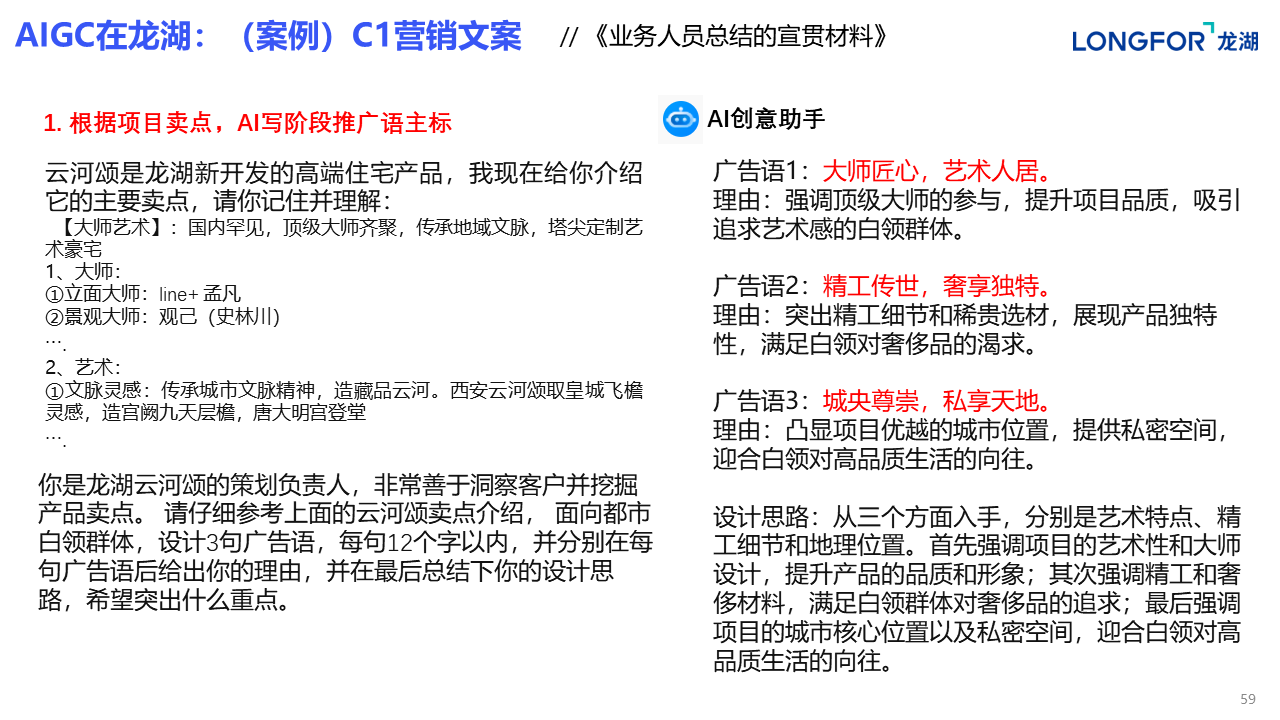 AIGC在龙湖：（案例）C1营销文案 // 《业务人员总结的宣贯材料》
LONGFOR 龙湖
1. 根据项目卖点，AI写阶段推广语主标
云河颂是龙湖新开发的高端住宅产品，我现在给你介绍
它的主要卖点，请你记住并理解：
【大师艺术】：国内罕见，顶级大师齐聚，传承地域文脉，塔尖定制艺
术豪宅
1、大师：
①立面大师：line+ 孟凡
②景观大师：观己（史林川）
….
2、艺术：
①文脉灵感：传承城市文脉精神，造藏品云河。西安云河颂取皇城飞檐
灵感，造宫阙九天层檐，唐大明宫登堂
….
你是龙湖云河颂的策划负责人，非常善于洞察客户并挖掘
产品卖点。 请仔细参考上面的云河颂卖点介绍， 面向都市
白领群体，设计3句广告语，每句12个字以内，并分别在每
句广告语后给出你的理由，并在最后总结下你的设计思
路，希望突出什么重点。
AI创意助手
广告语1：大师匠心，艺术人居。
理由：强调顶级大师的参与，提升项目品质，吸引
追求艺术感的白领群体。
广告语2：精工传世，奢享独特。
理由：突出精工细节和稀贵选材，展现产品独特
性，满足白领对奢侈品的渴求。
广告语3：城央尊崇，私享天地。
理由：凸显项目优越的城市位置，提供私密空间，
迎合白领对高品质生活的向往。
设计思路：从三个方面入手，分别是艺术特点、精
工细节和地理位置。首先强调项目的艺术性和大师
设计，提升产品的品质和形象；其次强调精工和奢
侈材料，满足白领群体对奢侈品的追求；最后强调
项目的城市核心位置以及私密空间，迎合白领对高
品质生活的向往。
59